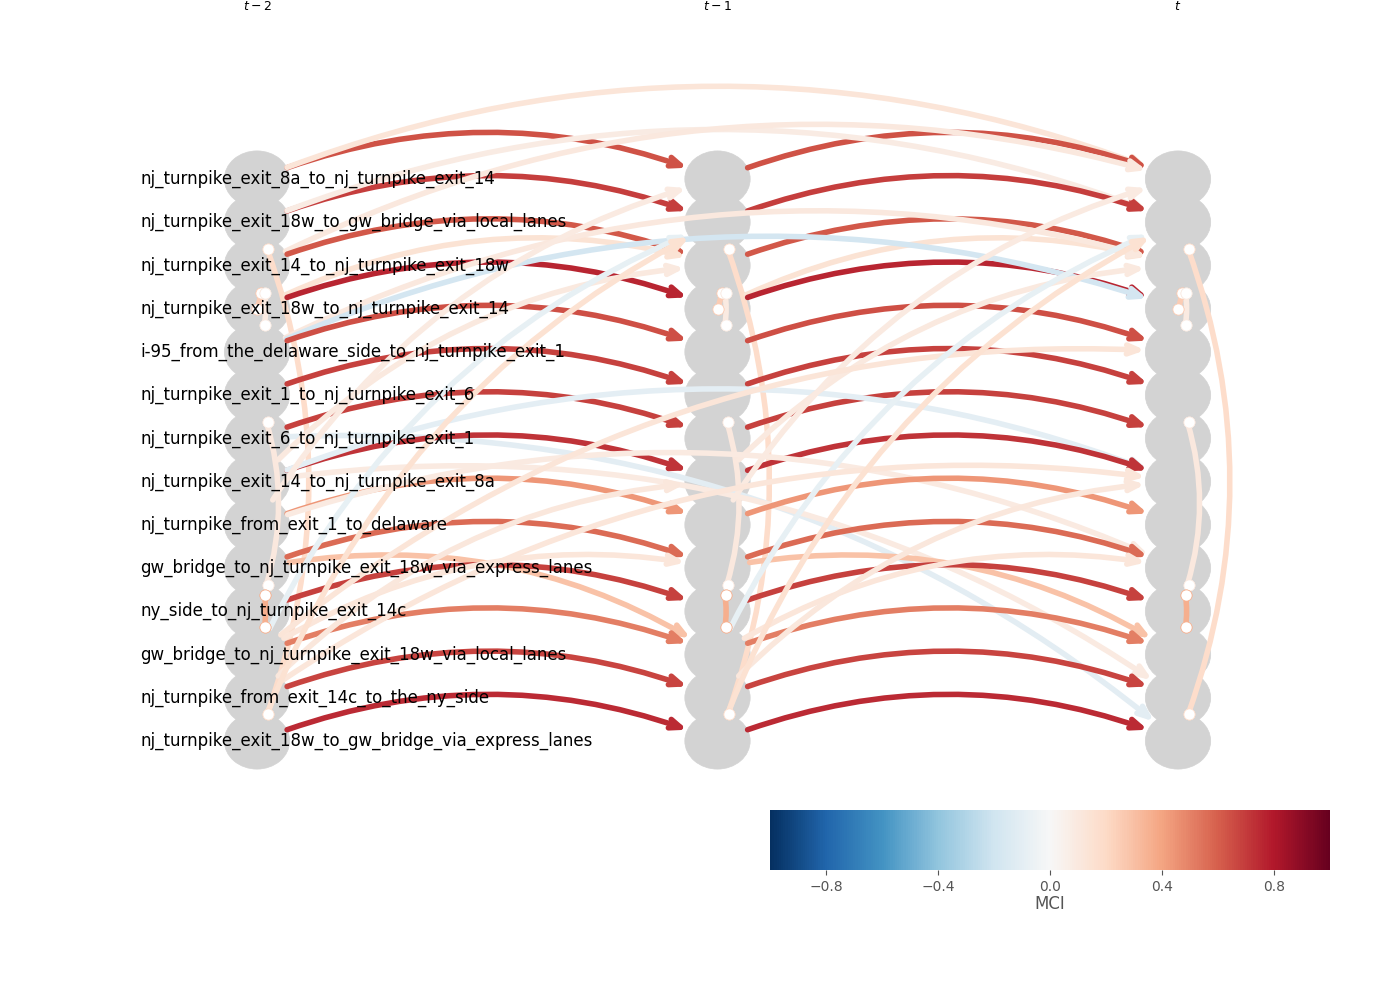 t − 2 t − 1 t
nj_turnpike_exit_8a_to_nj_turnpike_exit_14
nj_turnpike_exit_18w_to_gw_bridge_via_local_lanes
nj_turnpike_exit_14_to_nj_turnpike_exit_18w
nj_turnpike_exit_18w_to_nj_turnpike_exit_14
i-95_from_the_delaware_side_to_nj_turnpike_exit_1
nj_turnpike_exit_1_to_nj_turnpike_exit_6
nj_turnpike_exit_6_to_nj_turnpike_exit_1
nj_turnpike_exit_14_to_nj_turnpike_exit_8a
nj_turnpike_from_exit_1_to_delaware
gw_bridge_to_nj_turnpike_exit_18w_via_express_lanes
ny_side_to_nj_turnpike_exit_14c
gw_bridge_to_nj_turnpike_exit_18w_via_local_lanes
nj_turnpike_from_exit_14c_to_the_ny_side
nj_turnpike_exit_18w_to_gw_bridge_via_express_lanes
−0.8 −0.4 0.0 0.4 0.8
MCI